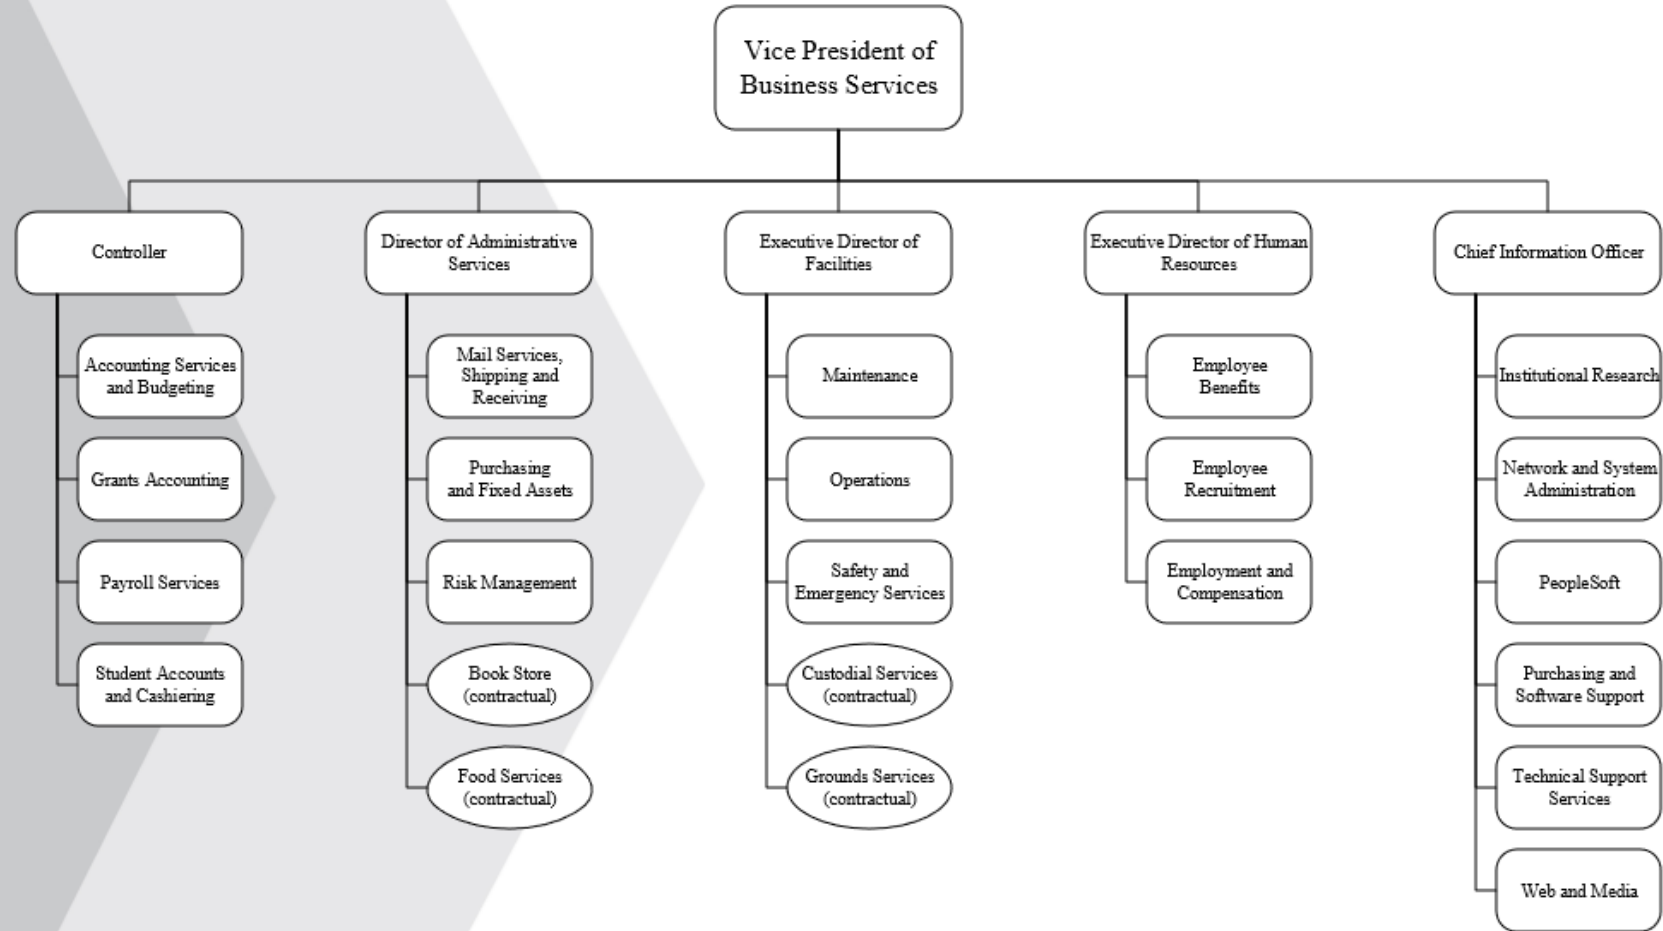 Vice President of
Business Services
Controller
Director of Administrative
Services
Executive Director of
Facilities
Executive Director of Human
Resources
Chief Information Officer
Accounting Services
and Budgeting
Grants Accounting
Payroll Services
Student Accounts
and Cashiering
Mail Services,
Shipping and
Receiving
Purchasing
and Fixed Assets
Risk Management
Book Store
(contractual)
Food Services
(contractual)
Maintenance
Operations
Safety and
Emergency Services
Custodial Services
(contractual)
Grounds Services
(contractual)
Employee
Benefits
Employee
Recruitment
Employment and
Compensation
Institutional Research
Network and System
Administration
PeopleSoft
Purchasing and
Software Support
Technical Support
Services
Web and Media